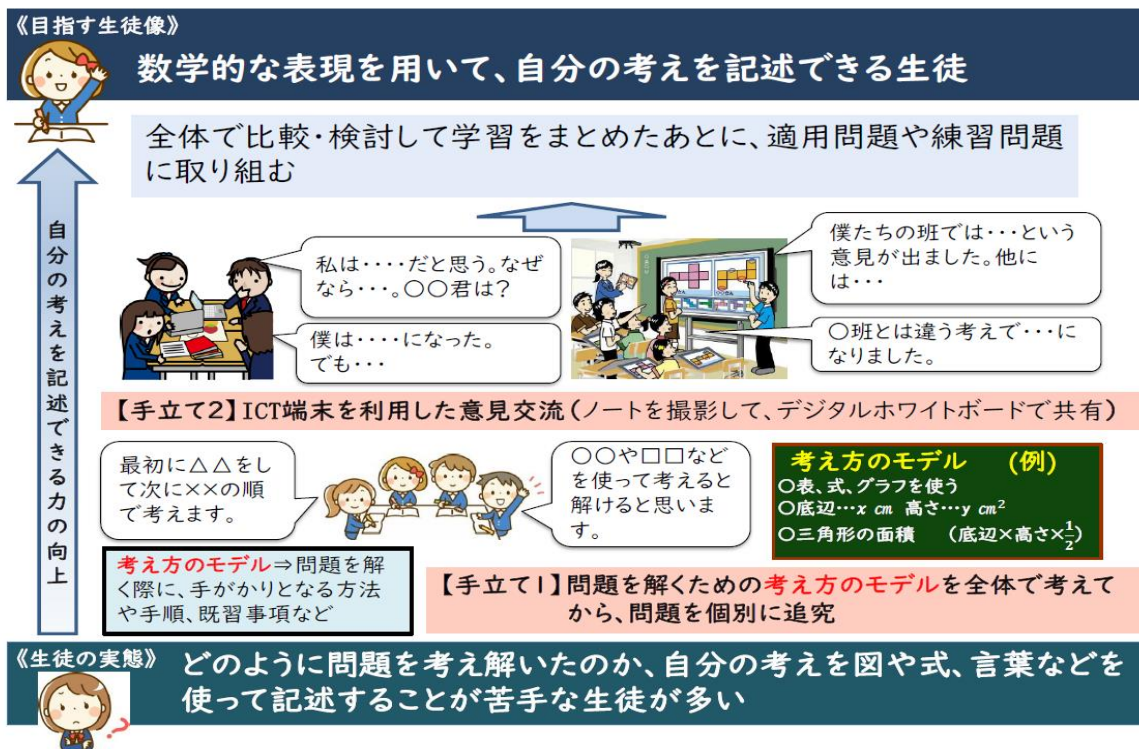 《目指す生徒像》
数学的な表現を用いて、自分の考えを記述できる生徒
全体で比較・検討して学習をまとめたあとに、適用問題や練習問題
に取り組む
自分の考えを記述できる力の向上
私は・・・・だと思う。なぜ
なら・・・。〇〇君は？
僕は・・・・になった。
でも・・・
僕たちの班では・・・という
意見が出ました。他に
は・・・
〇班とは違う考えで・・・に
なりました。
【手立て2】ICT端末を利用した意見交流(ノートを撮影して、デジタルホワイトボードで共有)
最初に△△をし
て次に××の順
で考えます。
〇〇や□□など
を使って考えると
解けると思いま
す。
考え方のモデル (例)
〇表、式、グラフを使う
〇底辺…x cm 高さ…y cm²
〇三角形の面積 (底辺×高さ×1/2)
考え方のモデル⇒問題を解
く際に、手がかりとなる方法
や手順、既習事項など
【手立て1】問題を解くための考え方のモデルを全体で考えて
から、問題を個別に追究
《生徒の実態》
どのように問題を考え解いたのか、自分の考えを図や式、言葉などを
使って記述することが苦手な生徒が多い